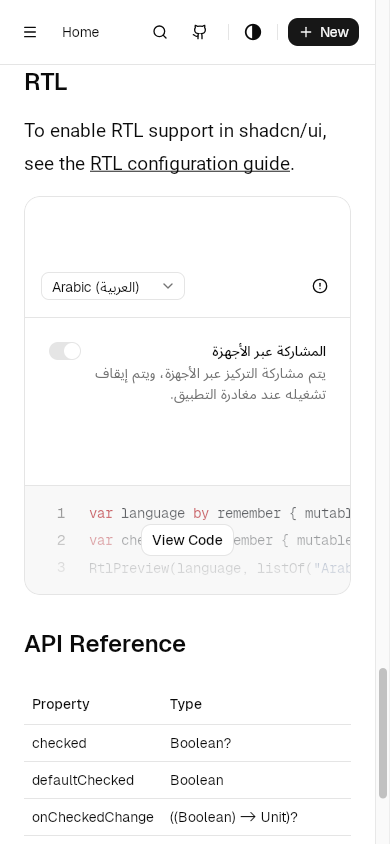 Home
New
RTL
To enable RTL support in shadcn/ui,
see the RTL configuration guide.
Arabic (العربية)
المشاركة عبر الأجهزة
يتم مشاركة التركيز عبر الأجهزة، ويتم إيقاف
تشغيله عند مغادرة التطبيق.
1 var language by remember { mutabl
2 var che ember { mutable
View Code
3 RtlPreview(language, listOf("Arab
API Reference
Property Type
checked Boolean?
defaultChecked Boolean
onCheckedChange ((Boolean) -> Unit)?